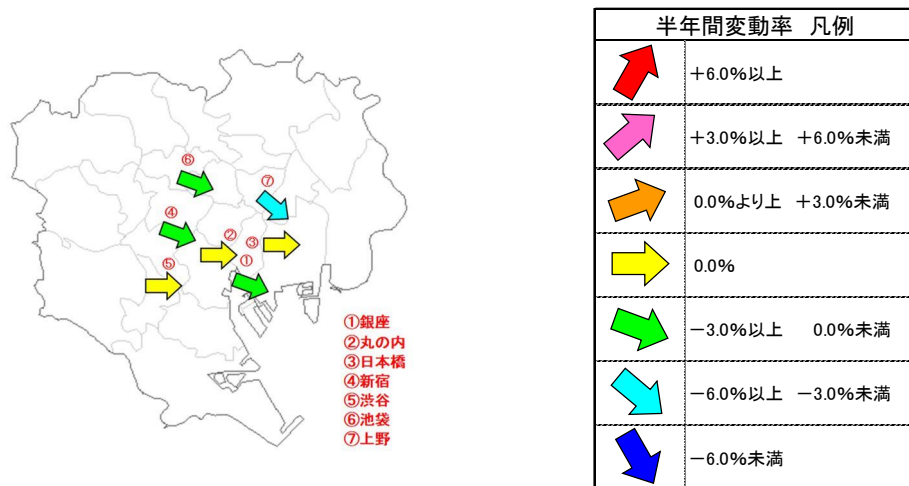 ⑥
⑦
④
②
③
①
⑤
①銀座
②丸の内
③日本橋
④新宿
⑤渋谷
⑥池袋
⑦上野
半年間変動率 凡例
+6.0%以上
+3.0%以上 +6.0%未満
0.0%より上 +3.0%未満
0.0%
-3.0%以上 0.0%未満
-6.0%以上 -3.0%未満
-6.0%未満